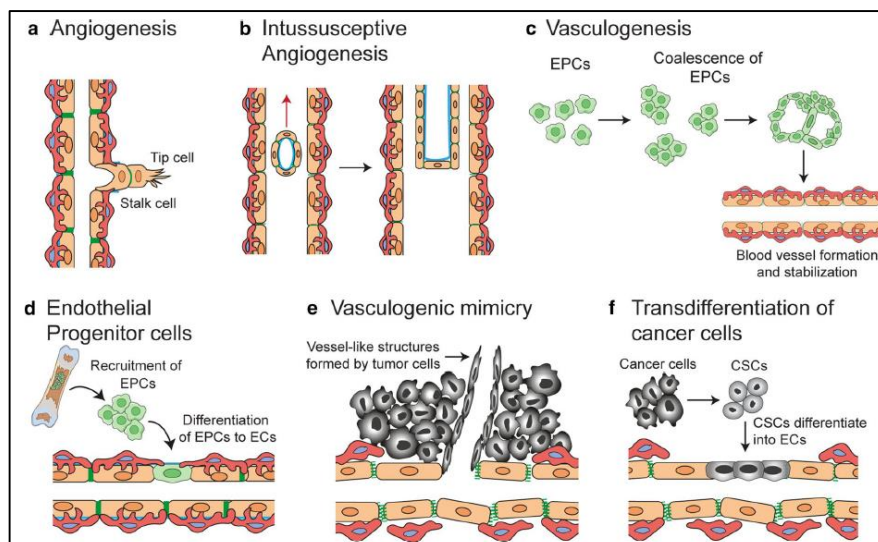 a Angiogenesis
Tip cell
Stalk cell
b Intussusceptive
Angiogenesis
c Vasculogenesis
EPCs
Coalescence of
EPCs
Blood vessel formation
and stabilization
d Endothelial
Progenitor cells
Recruitment of
EPCs
Differentiation
of EPCs to ECs
e Vasculogenic mimicry
Vessel-like structures
formed by tumor cells
f Transdifferentiation of
cancer cells
Cancer cells
CSCs
CSCs differentiate
into ECs